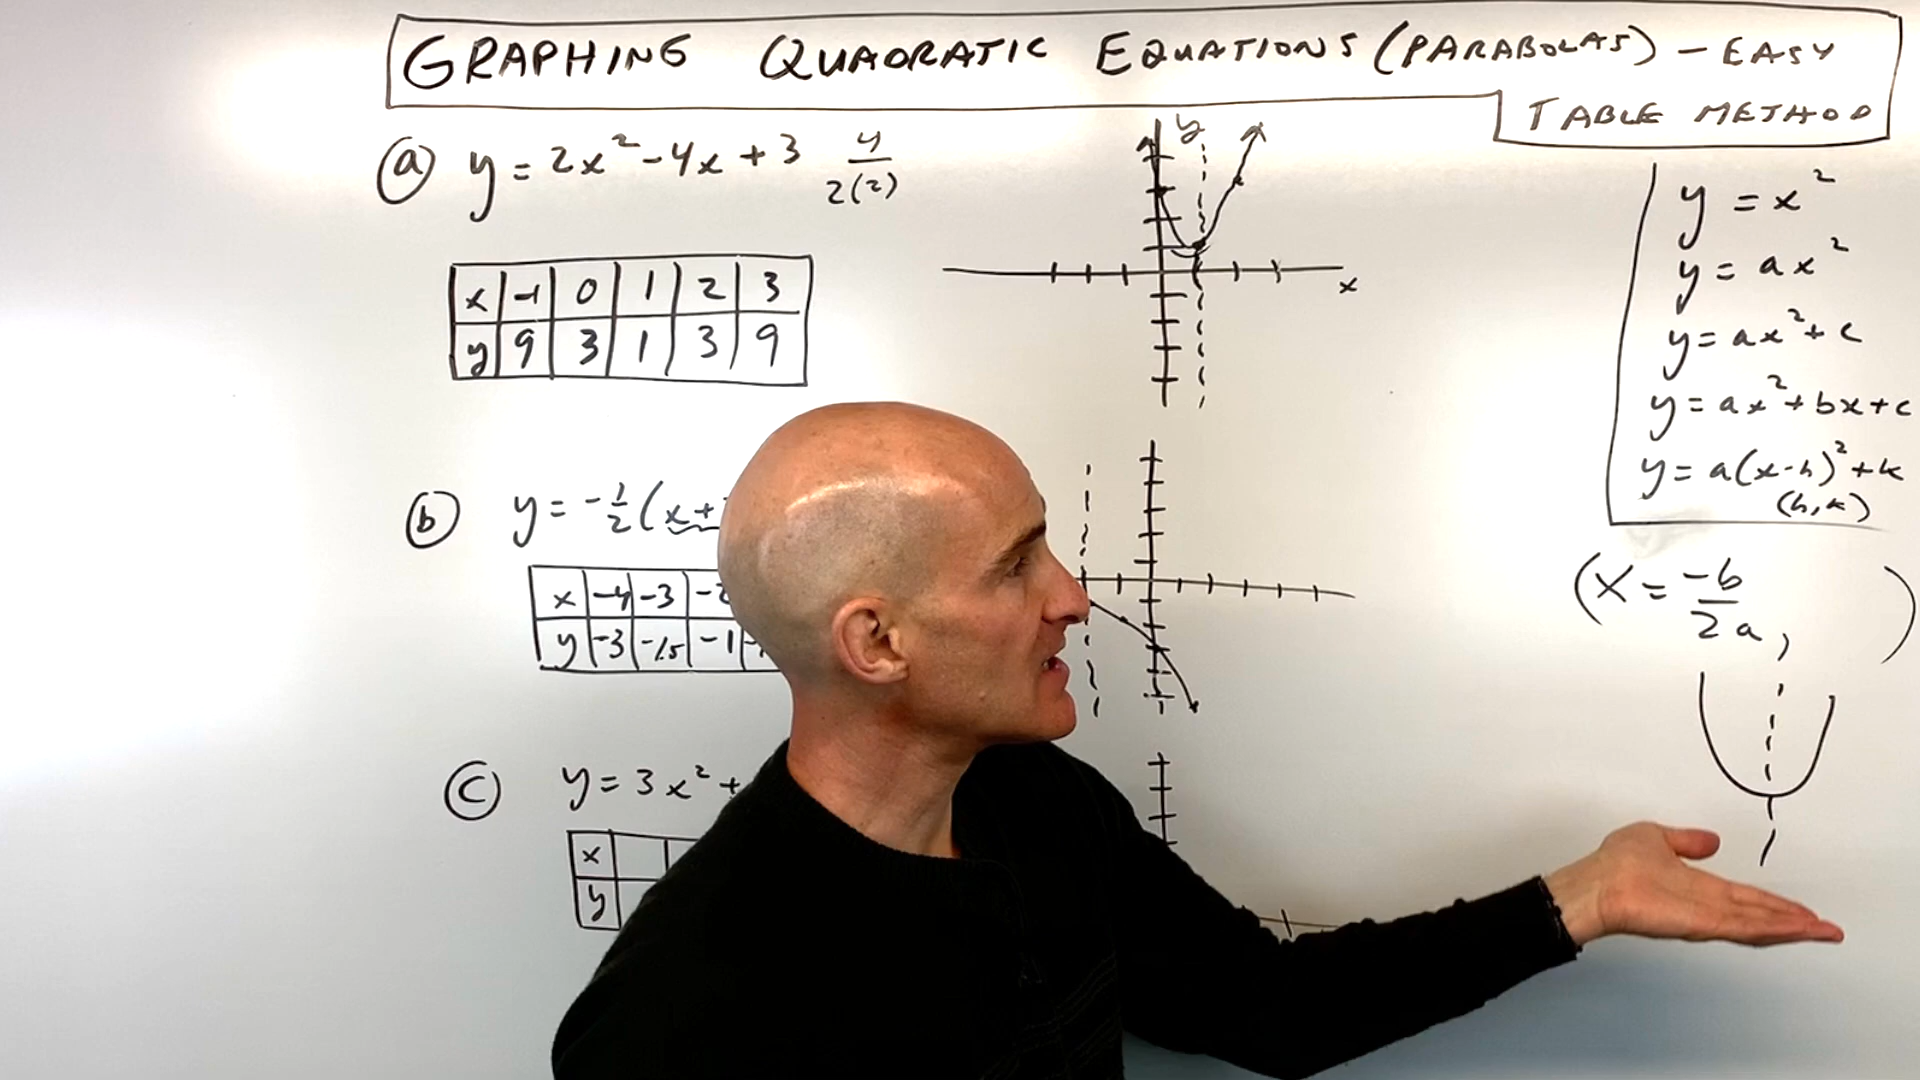 GRAPHING QUADRATIC EQUATIONS (PARABOLAS) - EASY
TABLE METHOD
(a) y = 2x² - 4x + 3 4/2(2)
x -1 0 1 2 3
y 9 3 1 3 9
y
x
(b) y = -1/2(x+
x -4 -3 -2
y -3 -1.5 -1
(c) y = 3x² +
x
y
y = x²
y = ax²
y = ax² + c
y = ax² + bx + c
y = a(x-h)² + k
(h,k)
(x = -b/2a, )